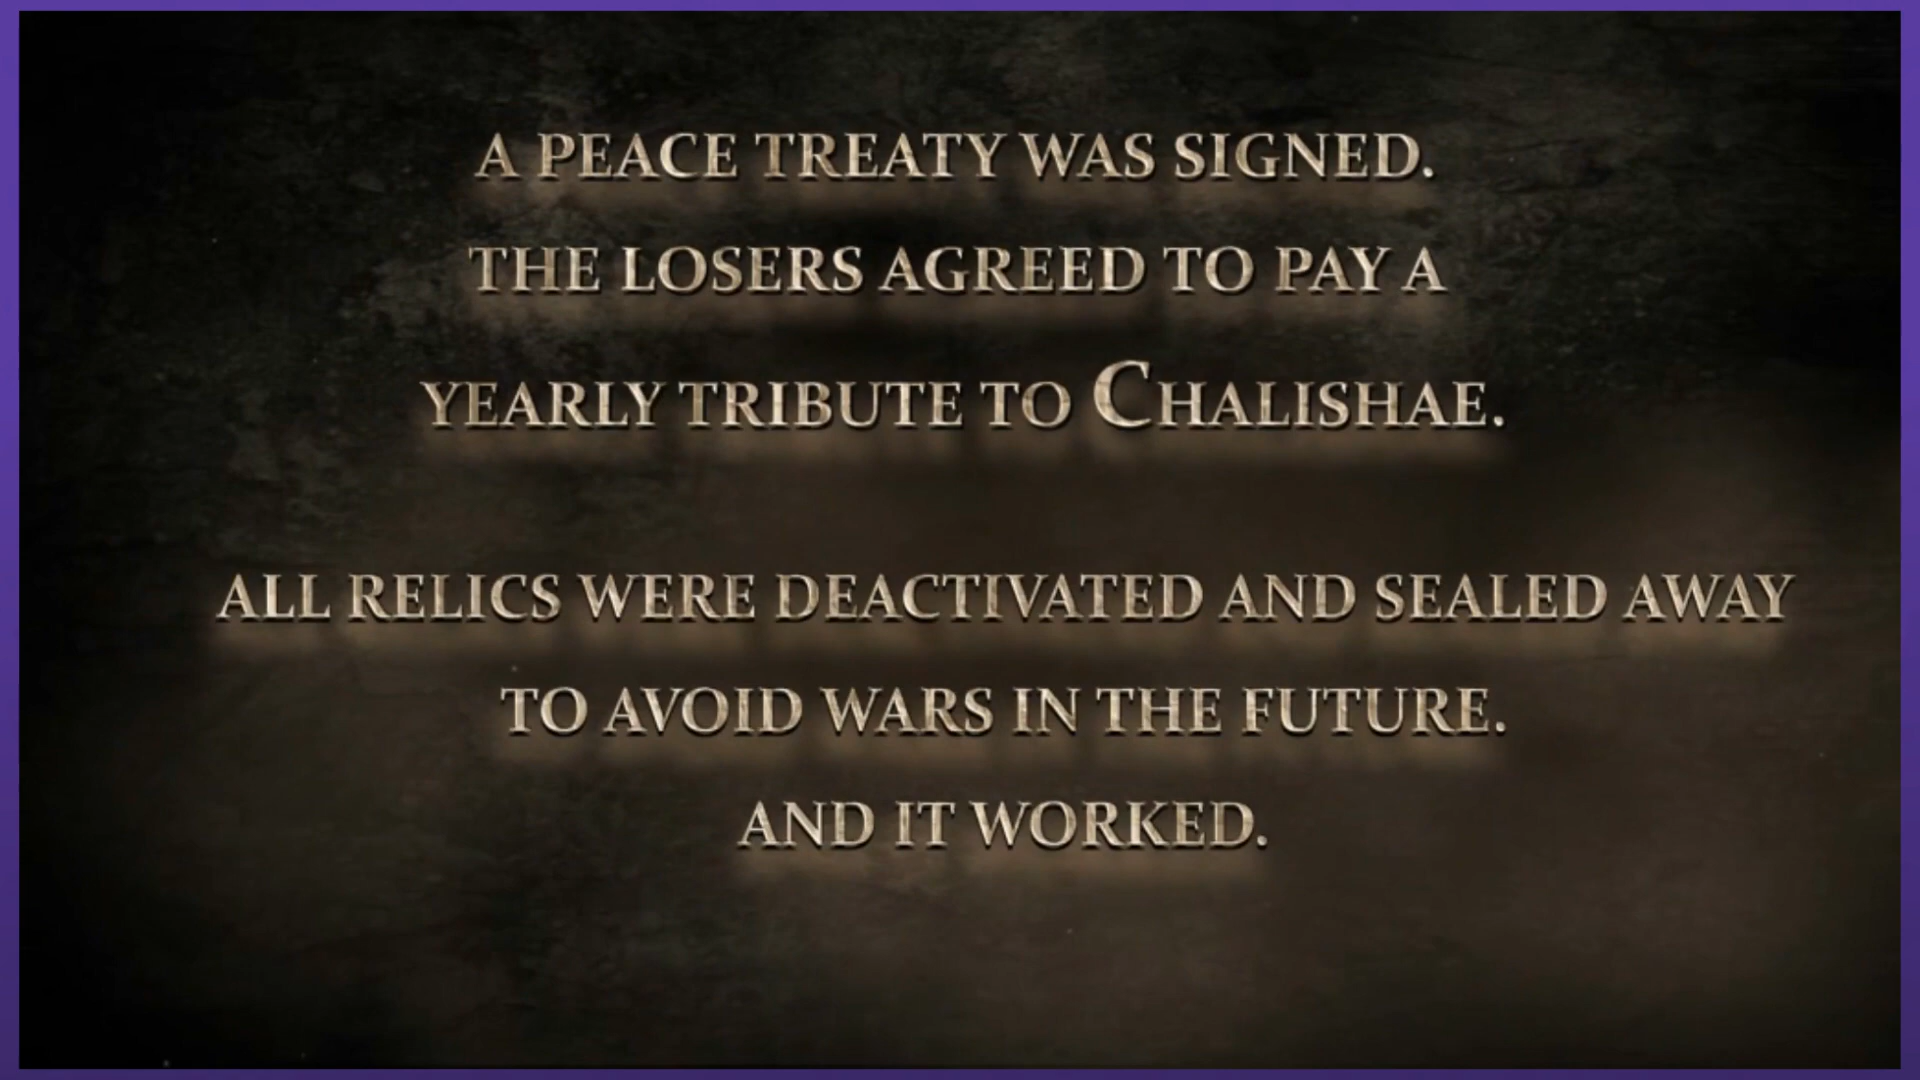 A PEACE TREATY WAS SIGNED.
THE LOSERS AGREED TO PAY A
YEARLY TRIBUTE TO CHALISHAE.
ALL RELICS WERE DEACTIVATED AND SEALED AWAY
TO AVOID WARS IN THE FUTURE.
AND IT WORKED.